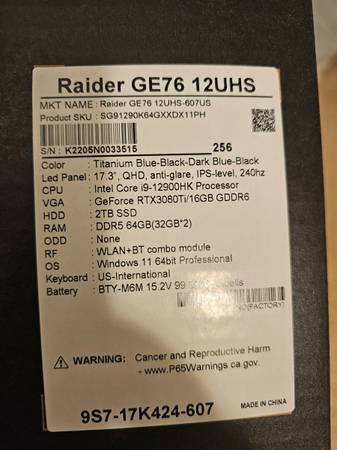 Raider GE76 12UHS
MKT NAME : Raider GE76 12UHS-607US
Product SKU : SG91290K64GXXDX11PH
S/N : K2205N0033515
256
Color : Titanium Blue-Black-Dark Blue-Black
Led Panel : 17.3", QHD, anti-glare, IPS-level, 240hz
CPU : Intel Core i9-12900HK Processor
VGA : GeForce RTX3080Ti/16GB GDDR6
HDD : 2TB SSD
RAM : DDR5 64GB(32GB*2)
ODD : None
RF : WLAN+BT combo module
OS : Windows 11 64bit Professional
Keyboard : US-International
Battery : BTY-M6M 15.2V 99
(FACTORY)
WARNING: Cancer and Reproductive Harm
- www.P65Warnings.ca.gov.
9S7-17K424-607
MADE IN CHINA